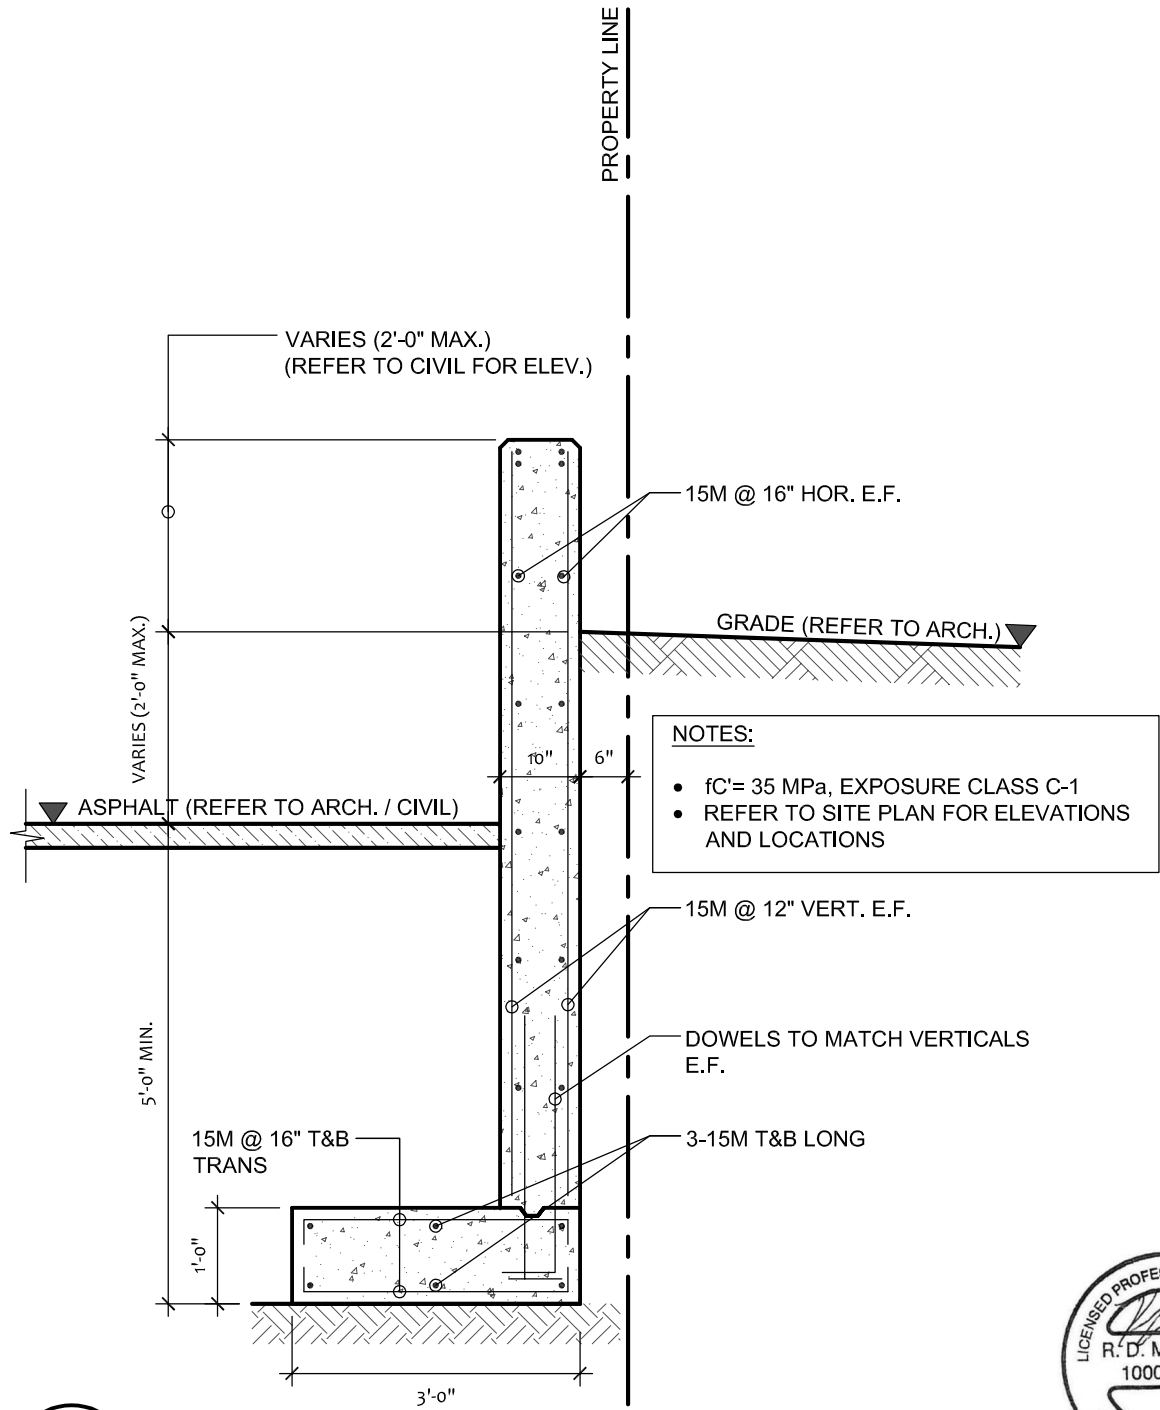 PROPERTY LINE
VARIES (2'-0" MAX.)
(REFER TO CIVIL FOR ELEV.)
15M @ 16" HOR. E.F.
GRADE (REFER TO ARCH.)
VARIES (2'-0" MAX.)
10"
6"
NOTES:
• fC'= 35 MPa, EXPOSURE CLASS C-1
• REFER TO SITE PLAN FOR ELEVATIONS
AND LOCATIONS
ASPHALT (REFER TO ARCH. / CIVIL)
15M @ 12" VERT. E.F.
5'-0" MIN.
DOWELS TO MATCH VERTICALS
E.F.
15M @ 16" T&B
TRANS
3-15M T&B LONG
1'-0"
3'-0"
LICENSED
R. D.